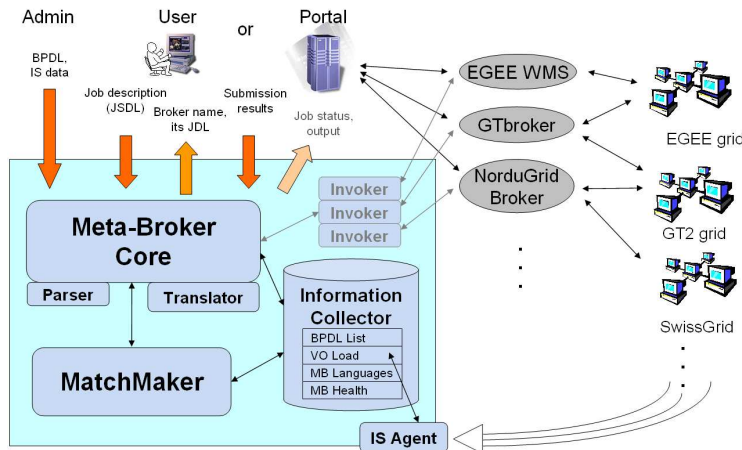 Admin
User
or
Portal
BPDL,
IS data
Job description
(JSDL)
Broker name,
its JDL
Submission
results
Job status,
output
EGEE WMS
GTbroker
NorduGrid
Broker
EGEE grid
GT2 grid
SwissGrid
Invoker
Invoker
Invoker
Meta-Broker
Core
Parser
Translator
MatchMaker
Information
Collector
BPDL List
VO Load
MB Languages
MB Health
IS Agent